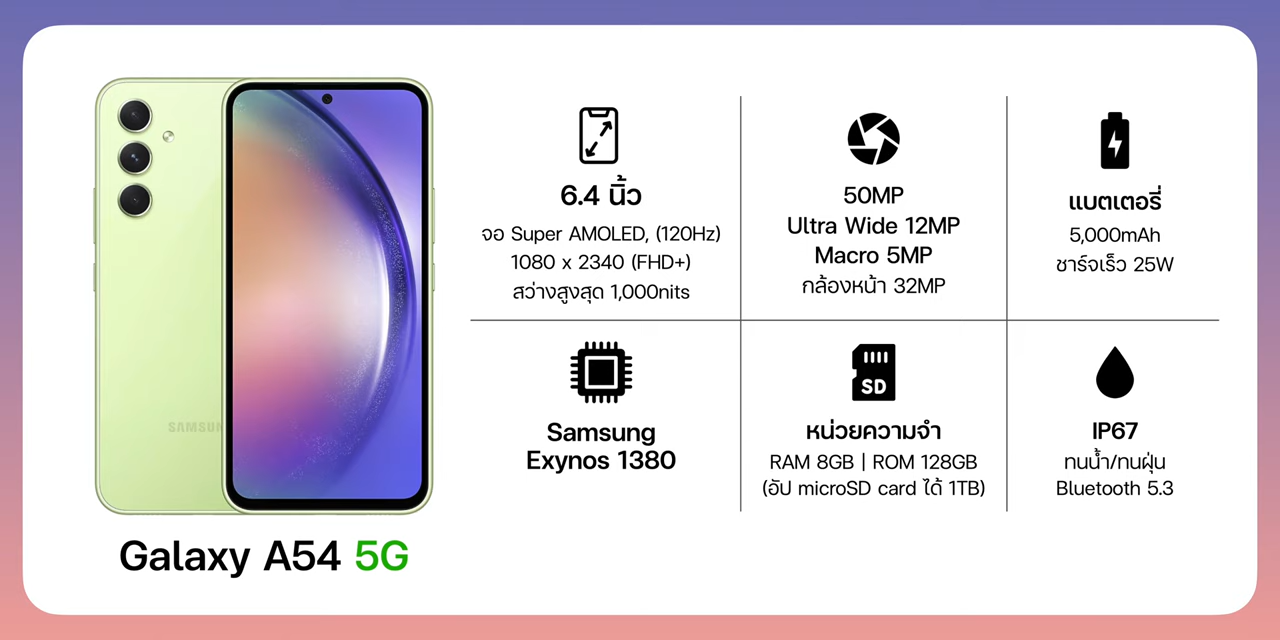 SAMSUN
Galaxy A54 5G
6.4 นิ้ว
จอ Super AMOLED, (120Hz)
1080 x 2340 (FHD+)
สว่างสูงสุด 1,000nits
50MP
Ultra Wide 12MP
Macro 5MP
กล้องหน้า 32MP
แบตเตอรี่
5,000mAh
ชาร์จเร็ว 25W
Samsung
Exynos 1380
SD
หน่วยความจำ
RAM 8GB | ROM 128GB
(อัป microSD card ได้ 1TB)
IP67
ทนน้ำ/ทนฝุ่น
Bluetooth 5.3